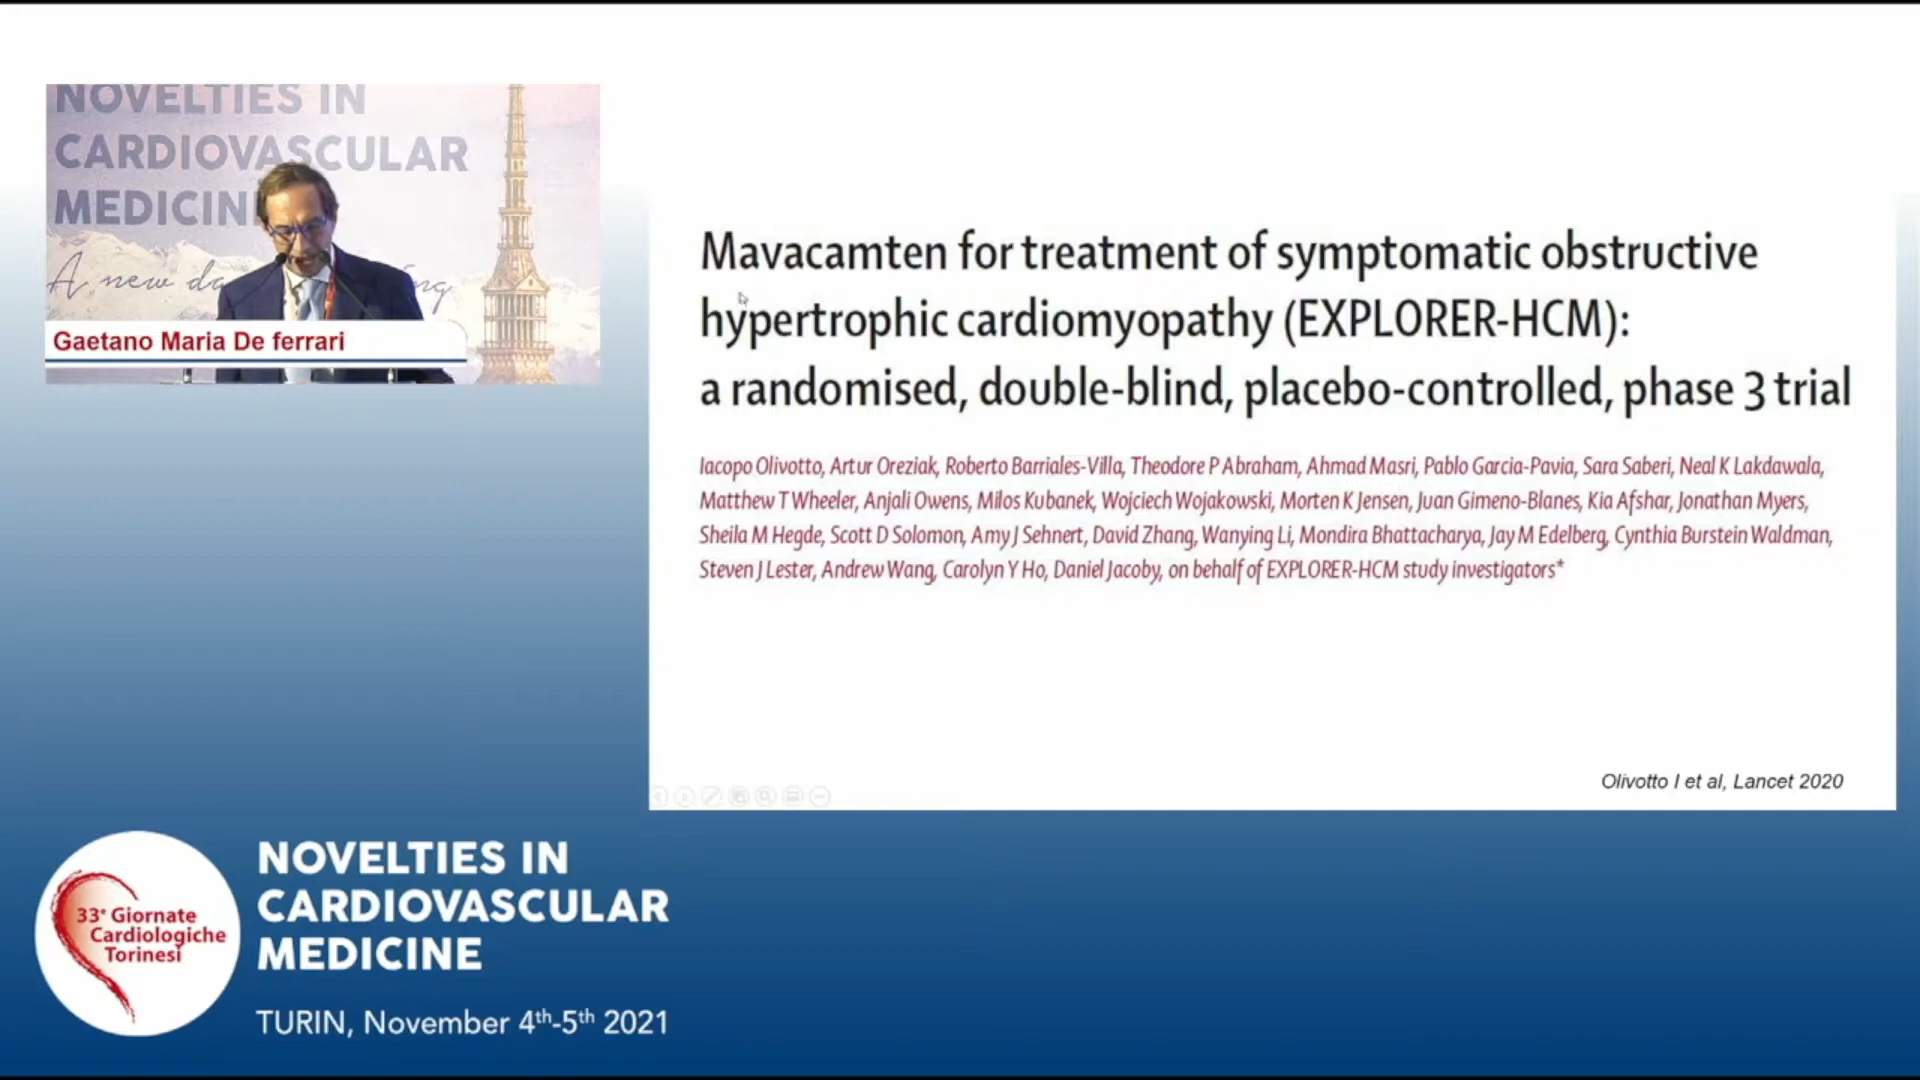 NOVELTIES IN
CARDIOVASCULAR
MEDICIN
A new da
ng
Gaetano Maria De ferrari
Mavacamten for treatment of symptomatic obstructive
hypertrophic cardiomyopathy (EXPLORER-HCM):
a randomised, double-blind, placebo-controlled, phase 3 trial
Iacopo Olivotto, Artur Oreziak, Roberto Barriales-Villa, Theodore P Abraham, Ahmad Masri, Pablo Garcia-Pavia, Sara Saberi, Neal K Lakdawala,
Matthew T Wheeler, Anjali Owens, Milos Kubanek, Wojciech Wojakowski, Morten K Jensen, Juan Gimeno-Blanes, Kia Afshar, Jonathan Myers,
Sheila M Hegde, Scott D Solomon, Amy J Sehnert, David Zhang, Wanying Li, Mondira Bhattacharya, Jay M Edelberg, Cynthia Burstein Waldman,
Steven J Lester, Andrew Wang, Carolyn Y Ho, Daniel Jacoby, on behalf of EXPLORER-HCM study investigators*
Olivotto I et al, Lancet 2020
33° Giornate
Cardiologiche
Torinesi
NOVELTIES IN
CARDIOVASCULAR
MEDICINE
TURIN, November 4th-5th 2021